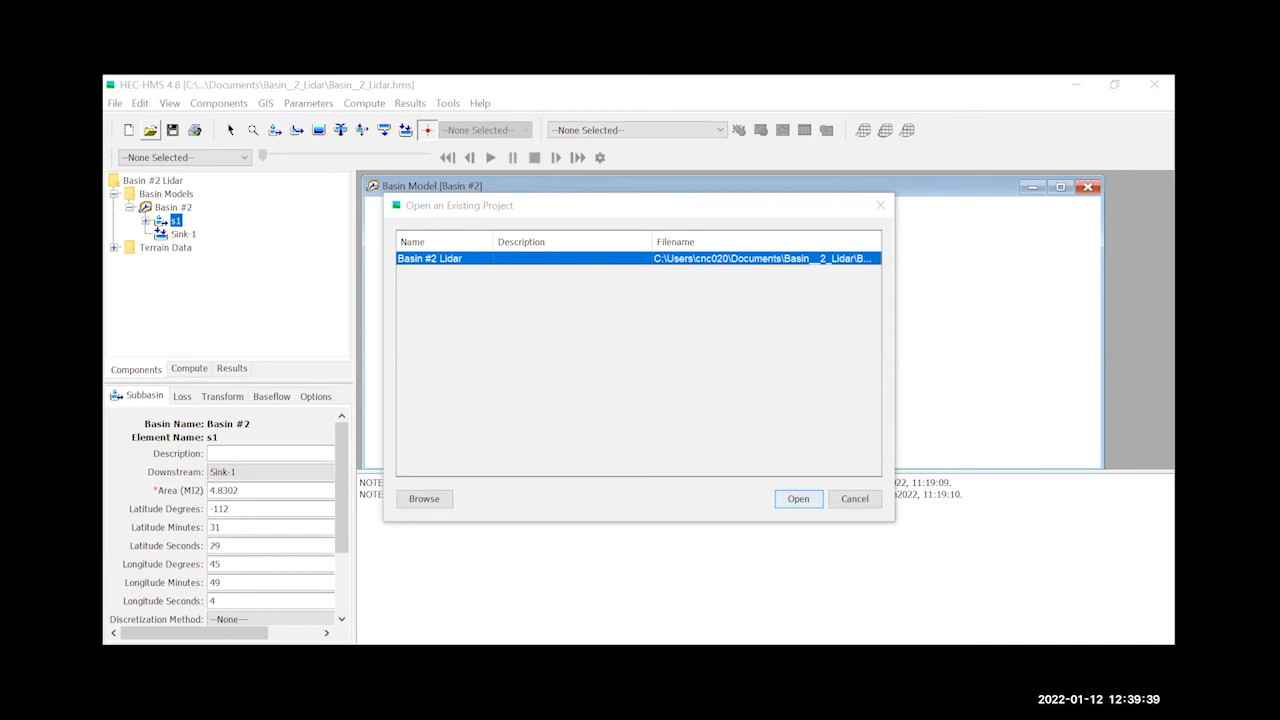 HEC-HMS 4.8 [C:\...\Documents\Basin__2_Lidar\Basin__2_Lidar.hms]
File Edit View Components GIS Parameters Compute Results Tools Help
--None Selected-- --None Selected--
--None Selected--
Basin #2 Lidar
Basin Models
Basin #2
s1
Sink-1
Terrain Data
Components Compute Results
Subbasin Loss Transform Baseflow Options
Basin Name: Basin #2
Element Name: s1
Description:
Downstream: Sink-1
*Area (MI2) 4.8302
Latitude Degrees: -112
Latitude Minutes: 31
Latitude Seconds: 29
Longitude Degrees: 45
Longitude Minutes: 49
Longitude Seconds: 4
Discretization Method: --None--
Basin Model [Basin #2]
Open an Existing Project
Name Description Filename
Basin #2 Lidar C:\Users\cnc020\Documents\Basin__2_Lidar\B...
Browse Open Cancel
NOTE 22, 11:19:09.
NOTE 2022, 11:19:10.
2022-01-12 12:39:39